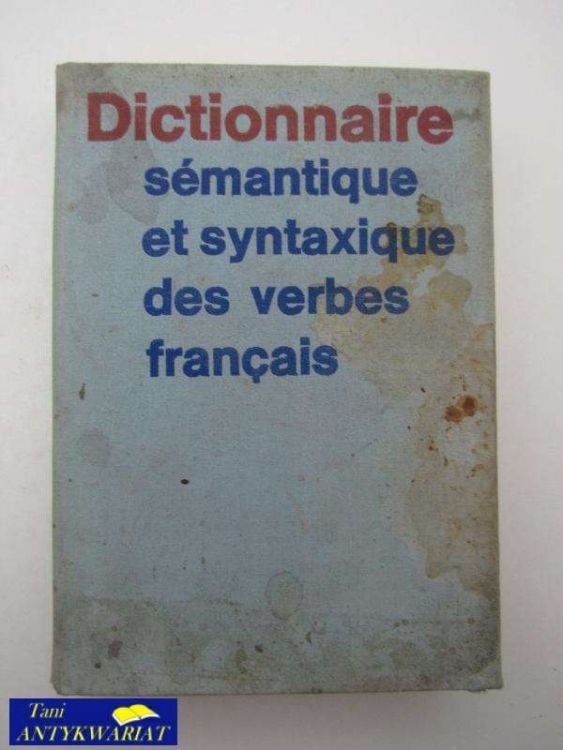 Dictionnaire
sémantique
et syntaxique
des verbes
français
Tani
ANTYKWARIAT